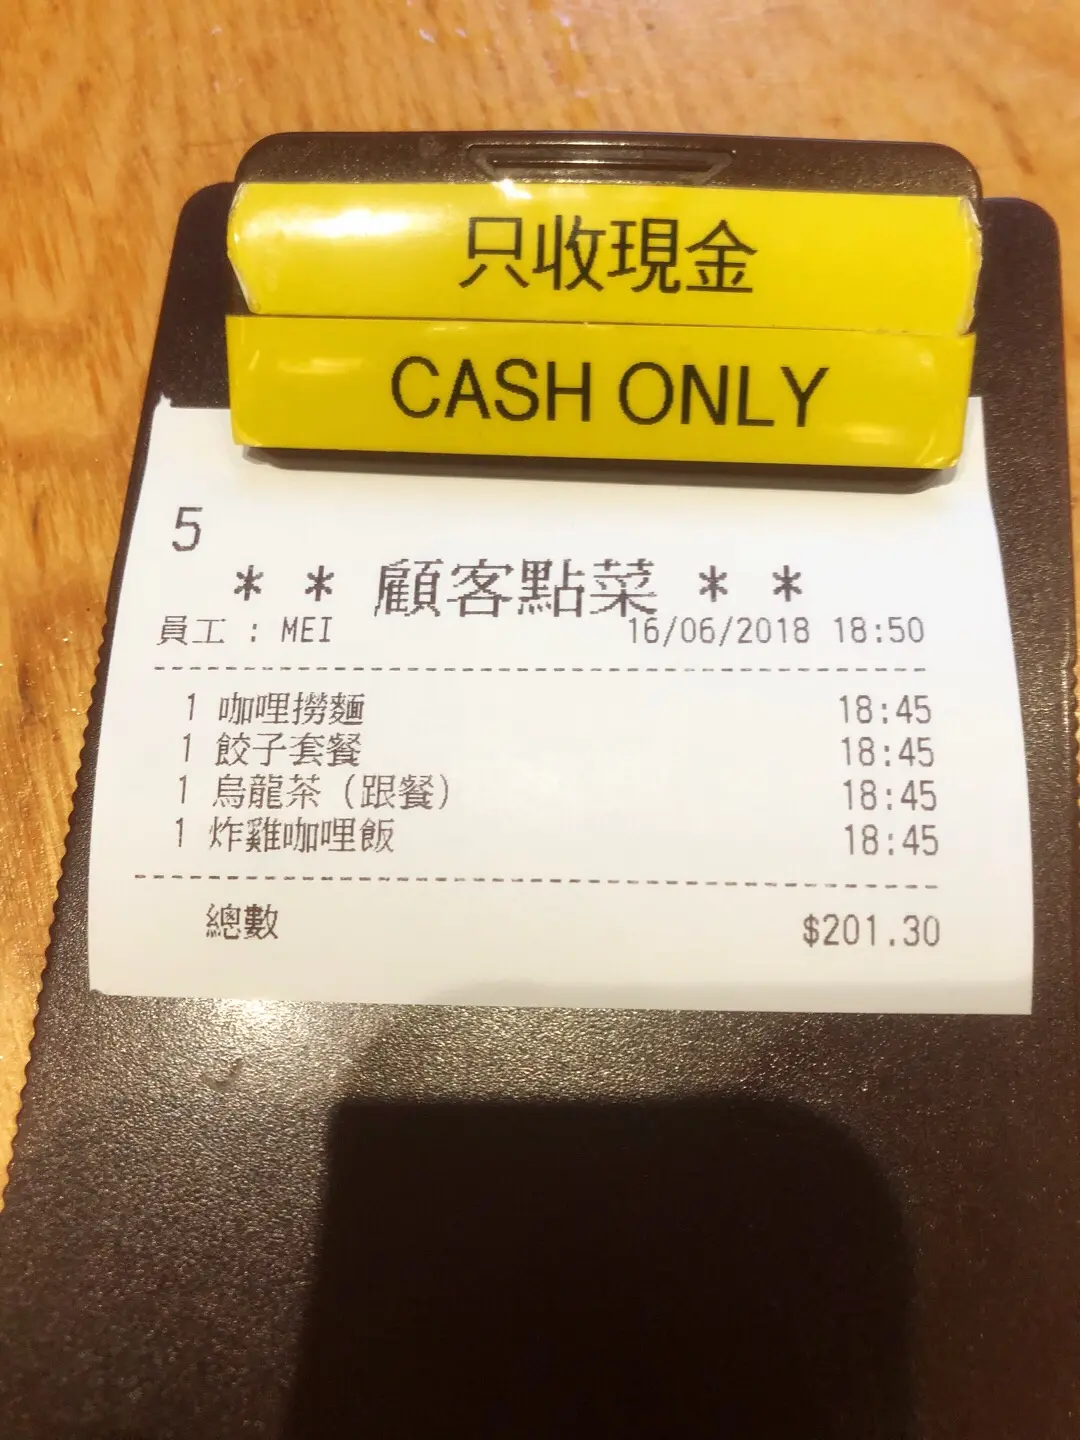 只收現金
CASH ONLY
5
* * 顧客點菜 * *
員工 : MEI 16/06/2018 18:50
1 咖哩撈麵 18:45
1 餃子套餐 18:45
1 烏龍茶 (跟餐) 18:45
1 炸雞咖哩飯 18:45
總數 $201.30